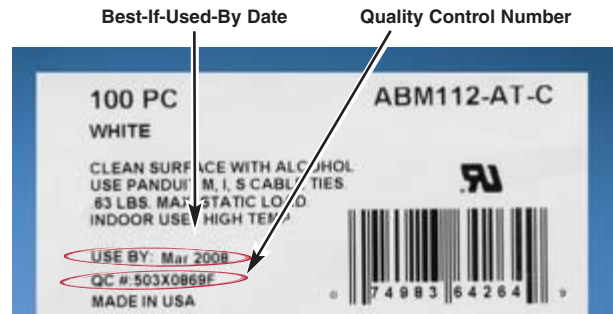 Best-If-Used-By Date
Quality Control Number
100 PC
ABM112-AT-C
WHITE
CLEAN SURFACE WITH ALCOHOL
USE PANDUIT M, I, S CABLE TIES.
.63 LBS. MAX STATIC LOAD
INDOOR USE, HIGH TEMP
USE BY: Mar 2008
QC #:503X0869F
MADE IN USA
0 74983 64264 9